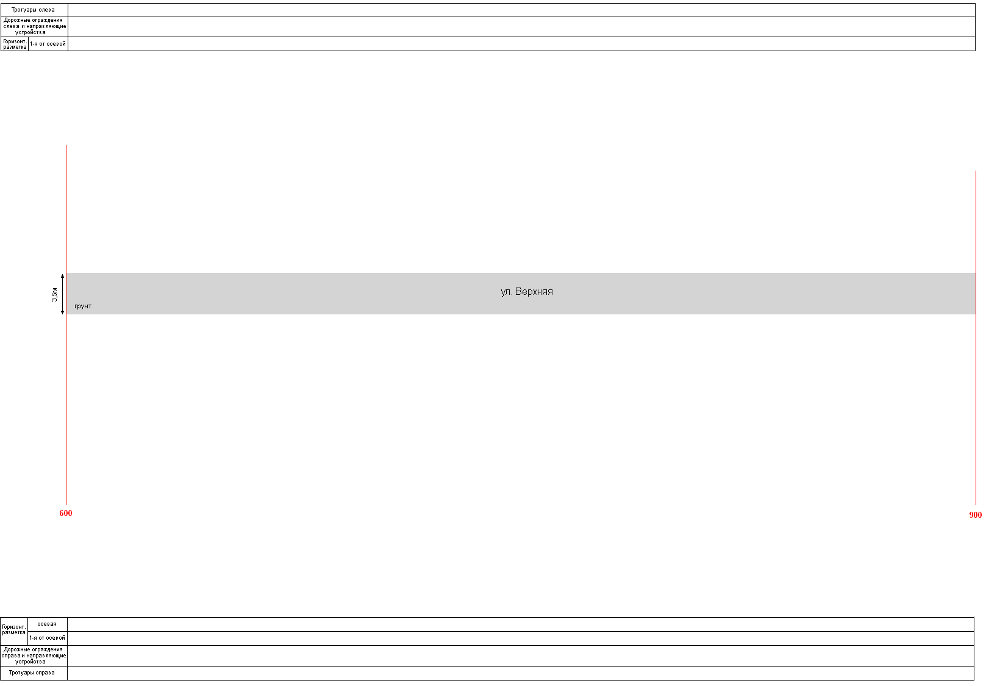 Тротуары слева
Дорожные ограждения
слева и направляющие
устройства
Горизонт.
разметка
1-я от осевой
ул. Верхняя
3,5м
грунт
600
900
Горизонт.
разметка
осевая
1-я от осевой
Дорожные ограждения
справа и направляющие
устройства
Тротуары справа